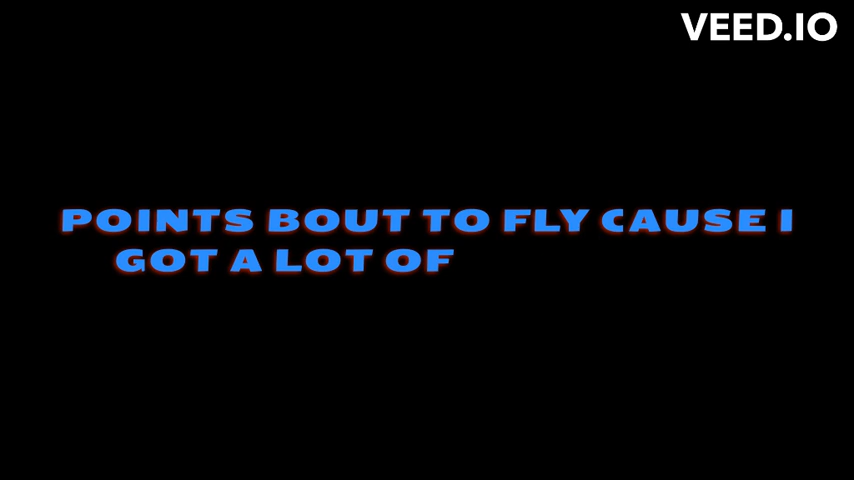 VEED.IO
POINTS BOUT TO FLY CAUSE I
GOT A LOT OF